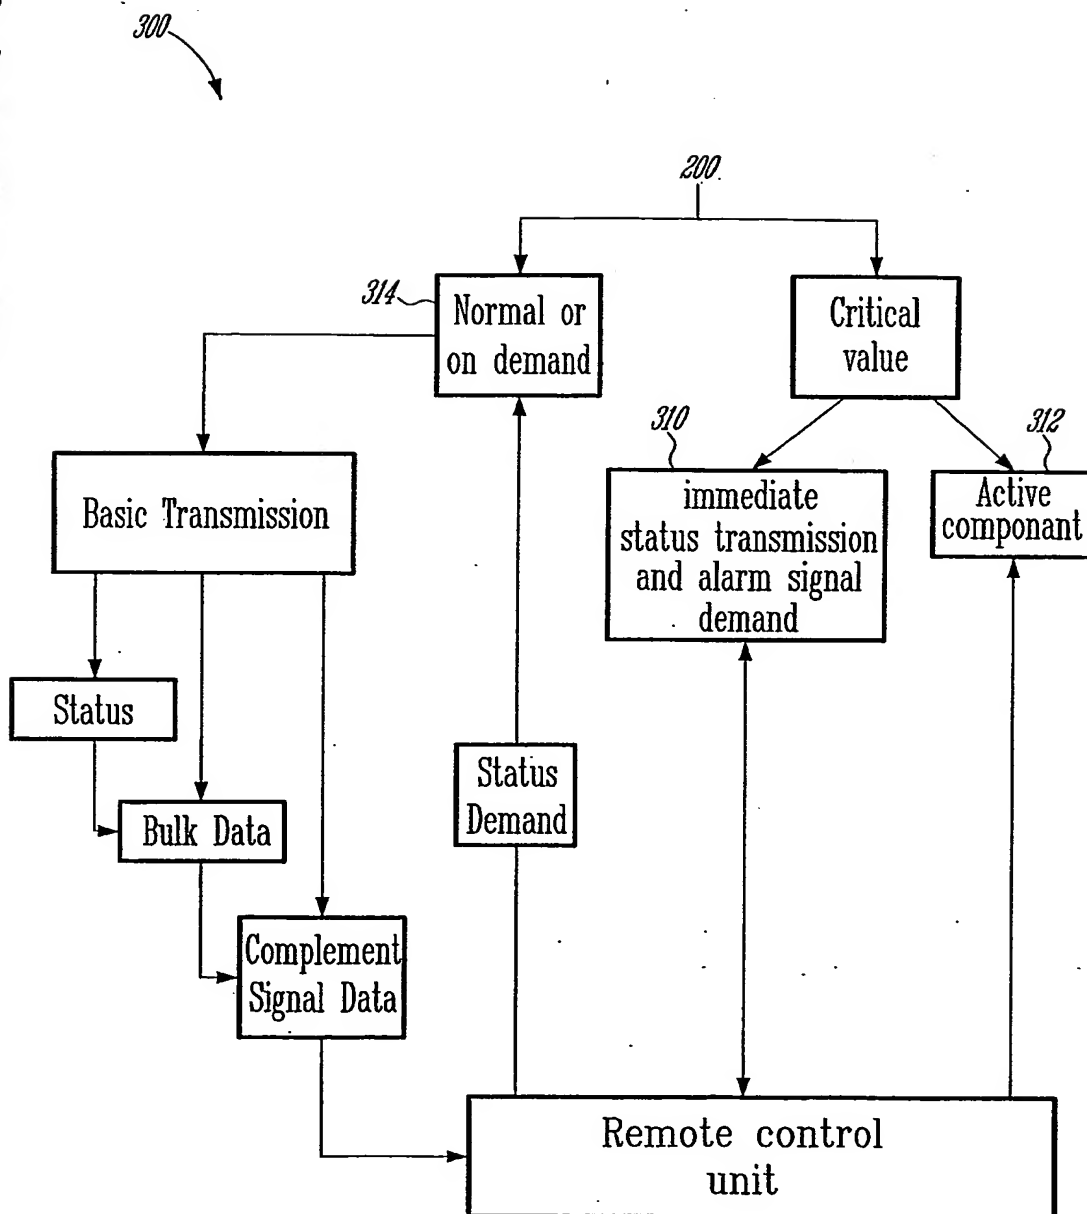 300
200
314
Normal or
on demand
Critical
value
310
312
Basic Transmission
immediate
status transmission
and alarm signal
demand
Active
componant
Status
Status
Demand
Bulk Data
Complement
Signal Data
Remote control
unit